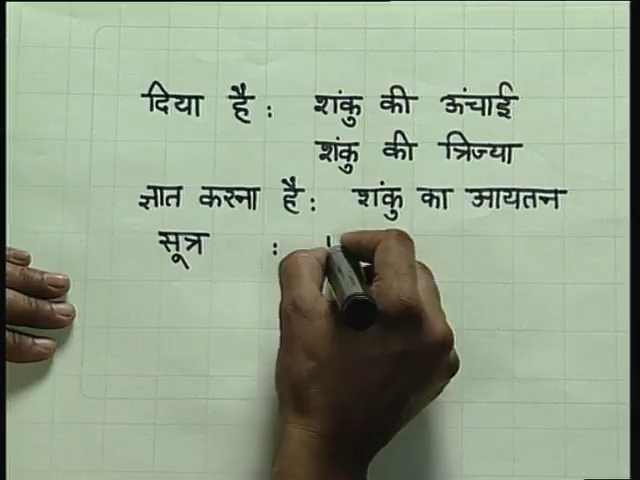 दिया है : शंकु की ऊंचाई
शंकु की त्रिज्या
ज्ञात करना है : शंकु का आयतन
सूत्र :